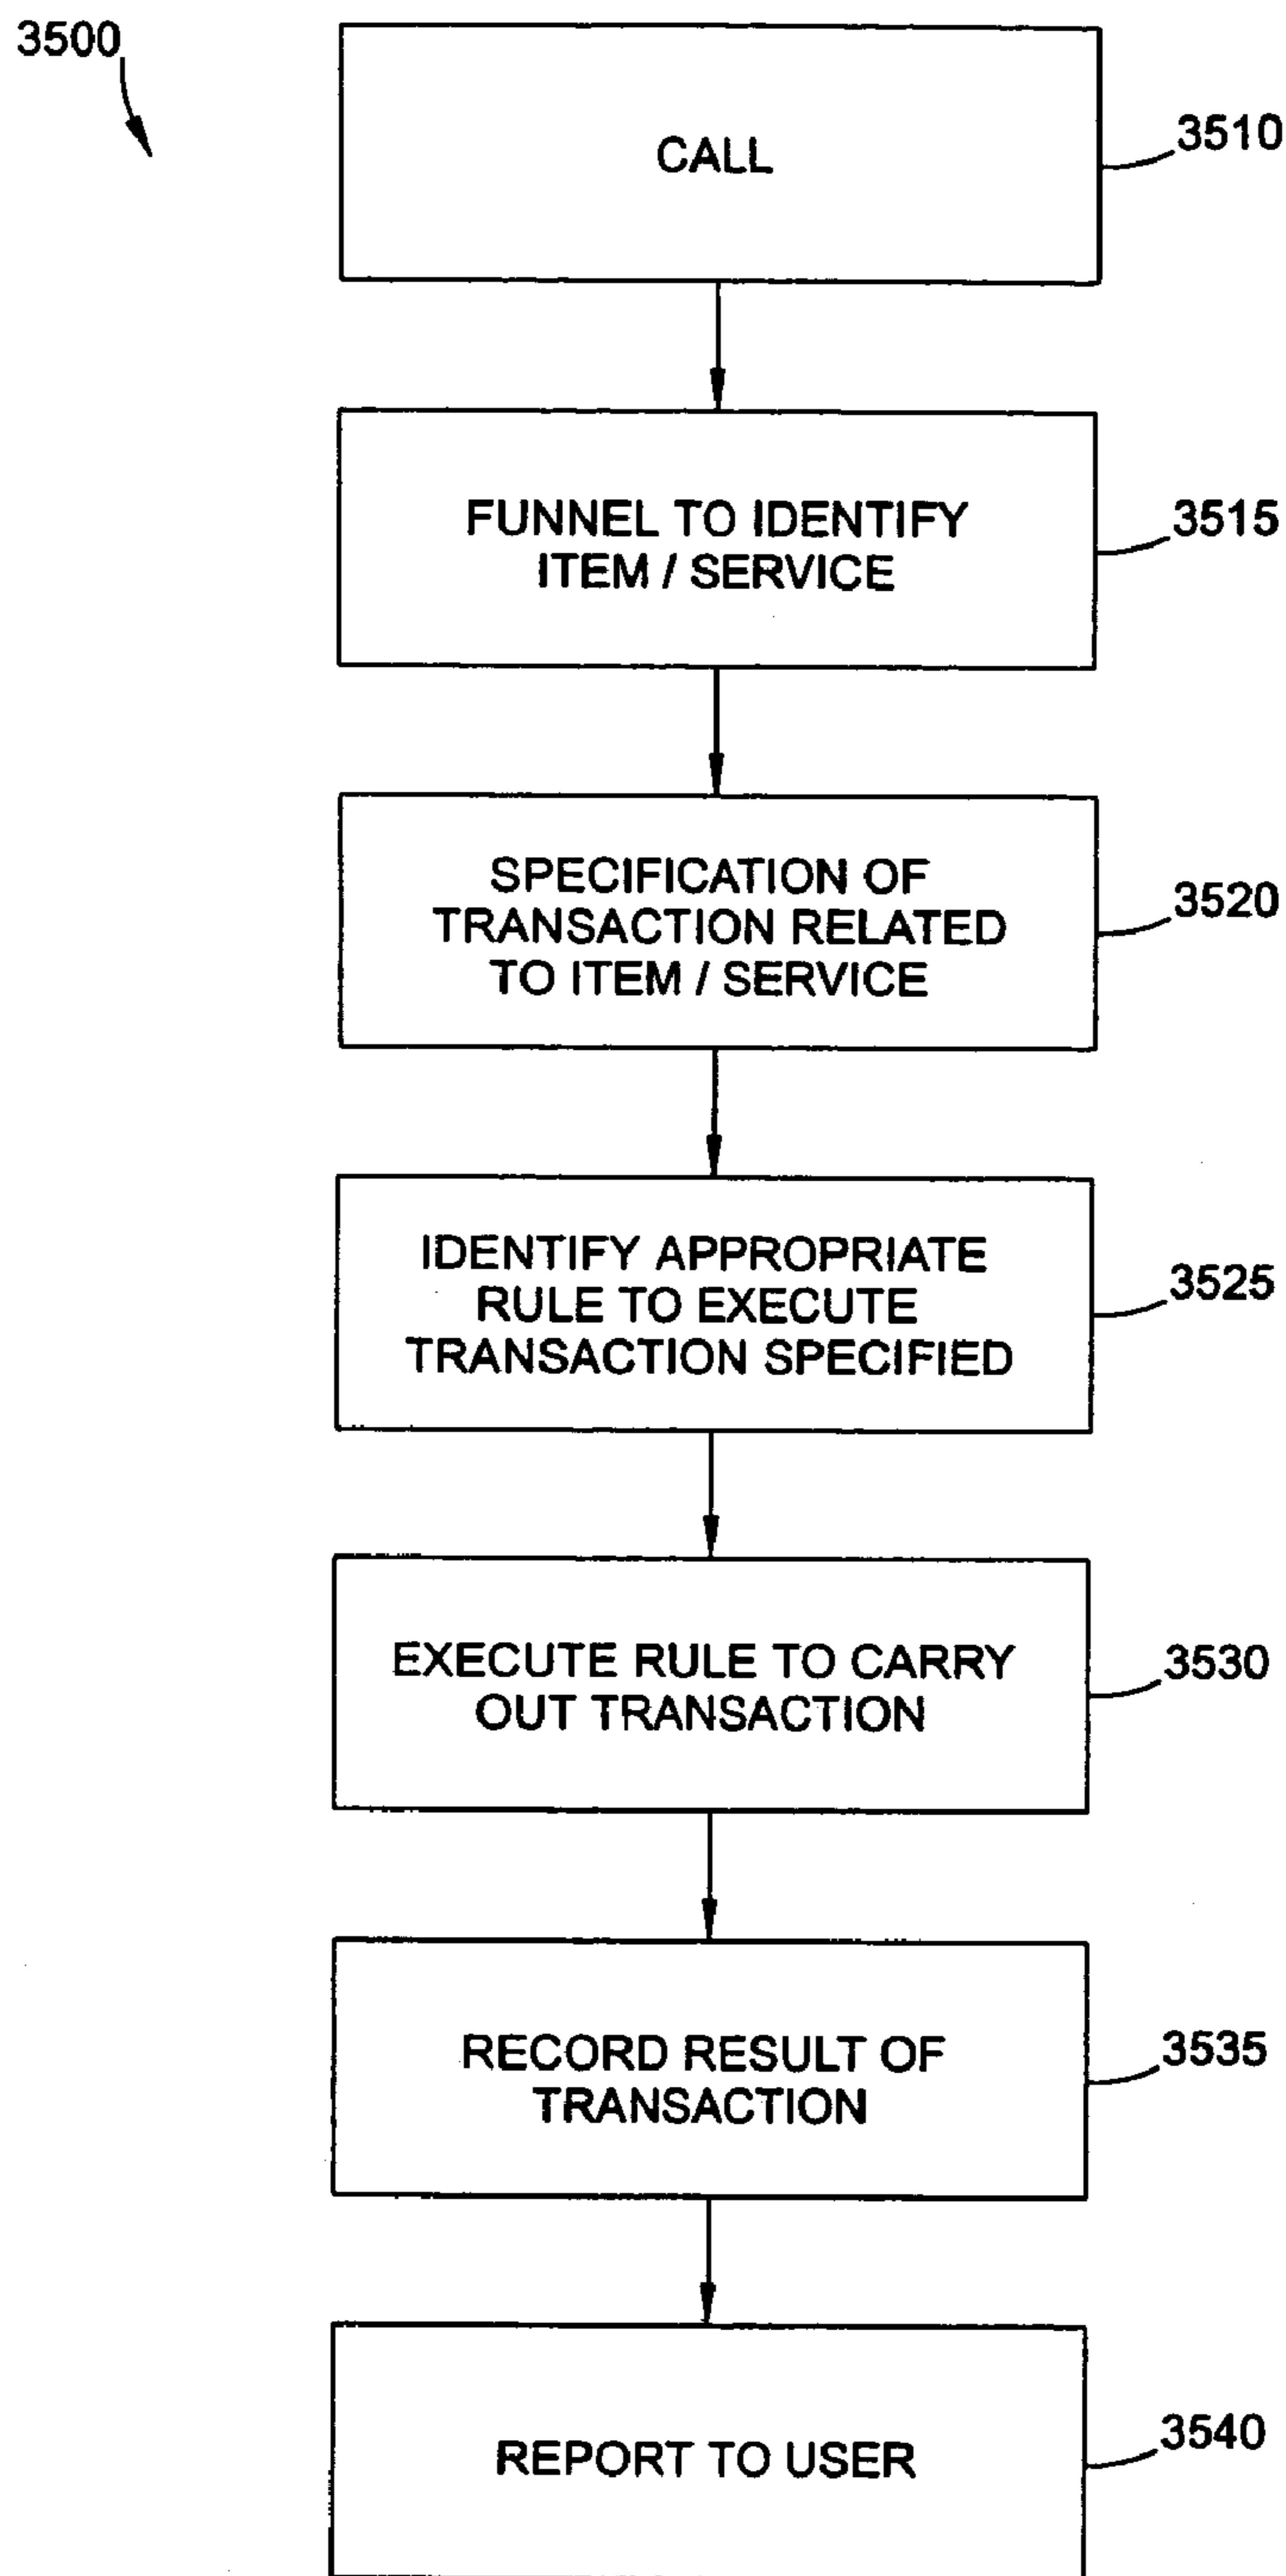 3500
CALL
3510
FUNNEL TO IDENTIFY
ITEM / SERVICE
3515
SPECIFICATION OF
TRANSACTION RELATED
TO ITEM / SERVICE
3520
IDENTIFY APPROPRIATE
RULE TO EXECUTE
TRANSACTION SPECIFIED
3525
EXECUTE RULE TO CARRY
OUT TRANSACTION
3530
RECORD RESULT OF
TRANSACTION
3535
REPORT TO USER
3540